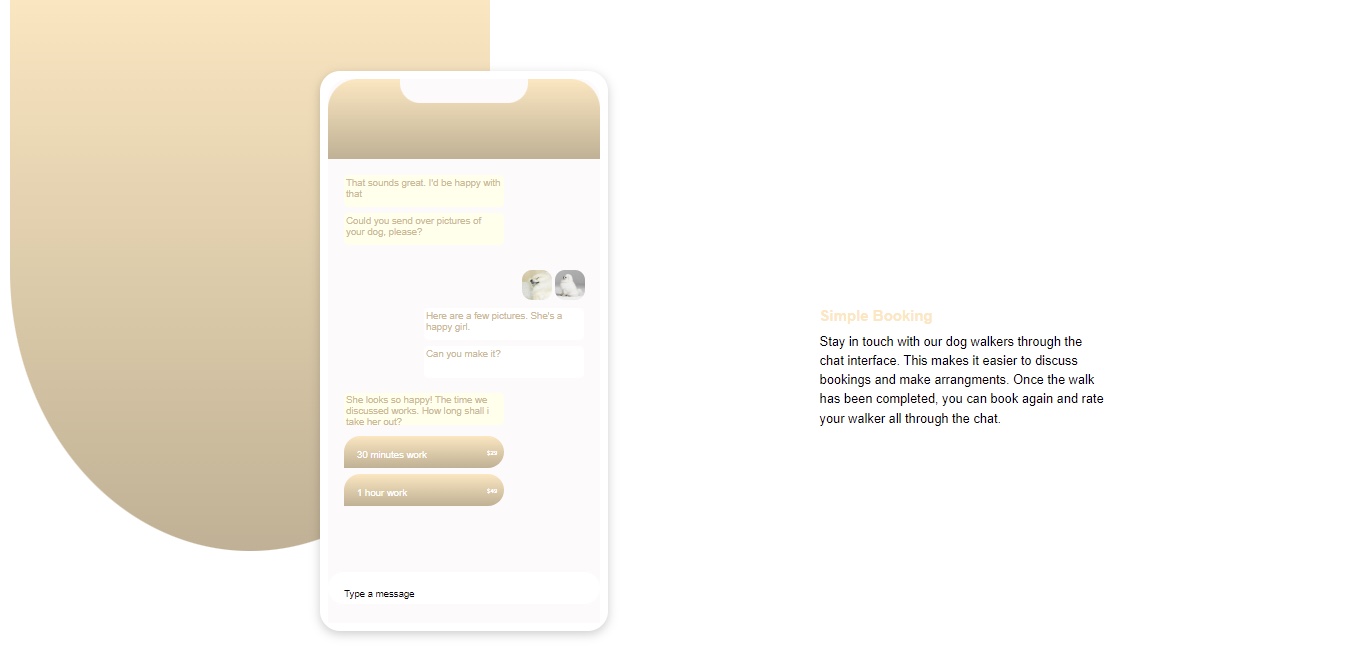 That sounds great. I'd be happy with
that
Could you send over pictures of
your dog, please?
Here are a few pictures. She's a
happy girl.
Can you make it?
She looks so happy! The time we
discussed works. How long shall i
take her out?
30 minutes work
$29
1 hour work
$49
Type a message
Simple Booking
Stay in touch with our dog walkers through the
chat interface. This makes it easier to discuss
bookings and make arrangments. Once the walk
has been completed, you can book again and rate
your walker all through the chat.